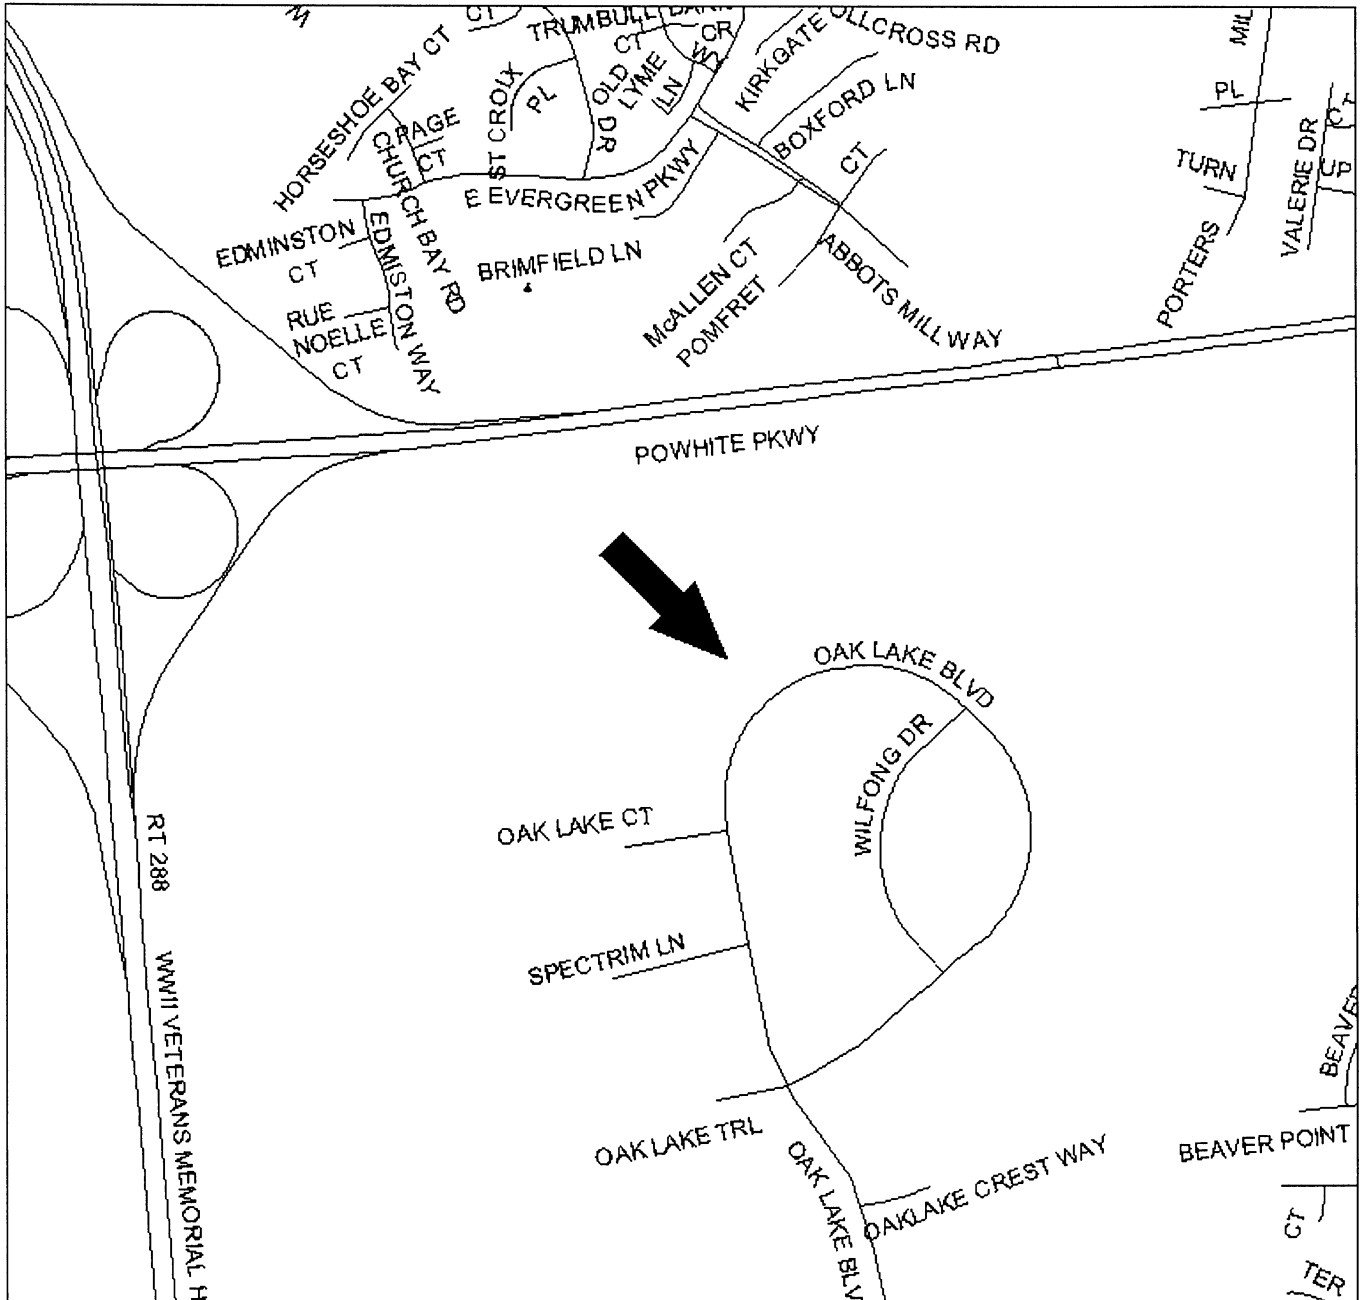 CT
TRUMBULL
CT
CR
OLD
LYME
LN
DR
KIRKGATE
OLLCROSS RD
BOXFORD LN
MIL
PL
TURN
PORTERS
VALERIE DR
CT
UP
HORSESHOE BAY CT
PAGE
CT
CHURCH BAY RD
ST CROIX
PL
E EVERGREEN PKWY
EDMINSTON
CT
EDMISTON WAY
RUE
NOELLE
CT
BRIMFIELD LN
McALLEN CT
POMFRET
CT
ABBOTS MILL WAY
POWHITE PKWY
OAK LAKE BLVD
WILFONG DR
OAK LAKE CT
SPECTRIM LN
RT 288
WWII VETERANS MEMORIAL H
OAK LAKE TRL
OAK LAKE BLV
OAKLAKE CREST WAY
BEAVER
BEAVER POINT
CT
TER